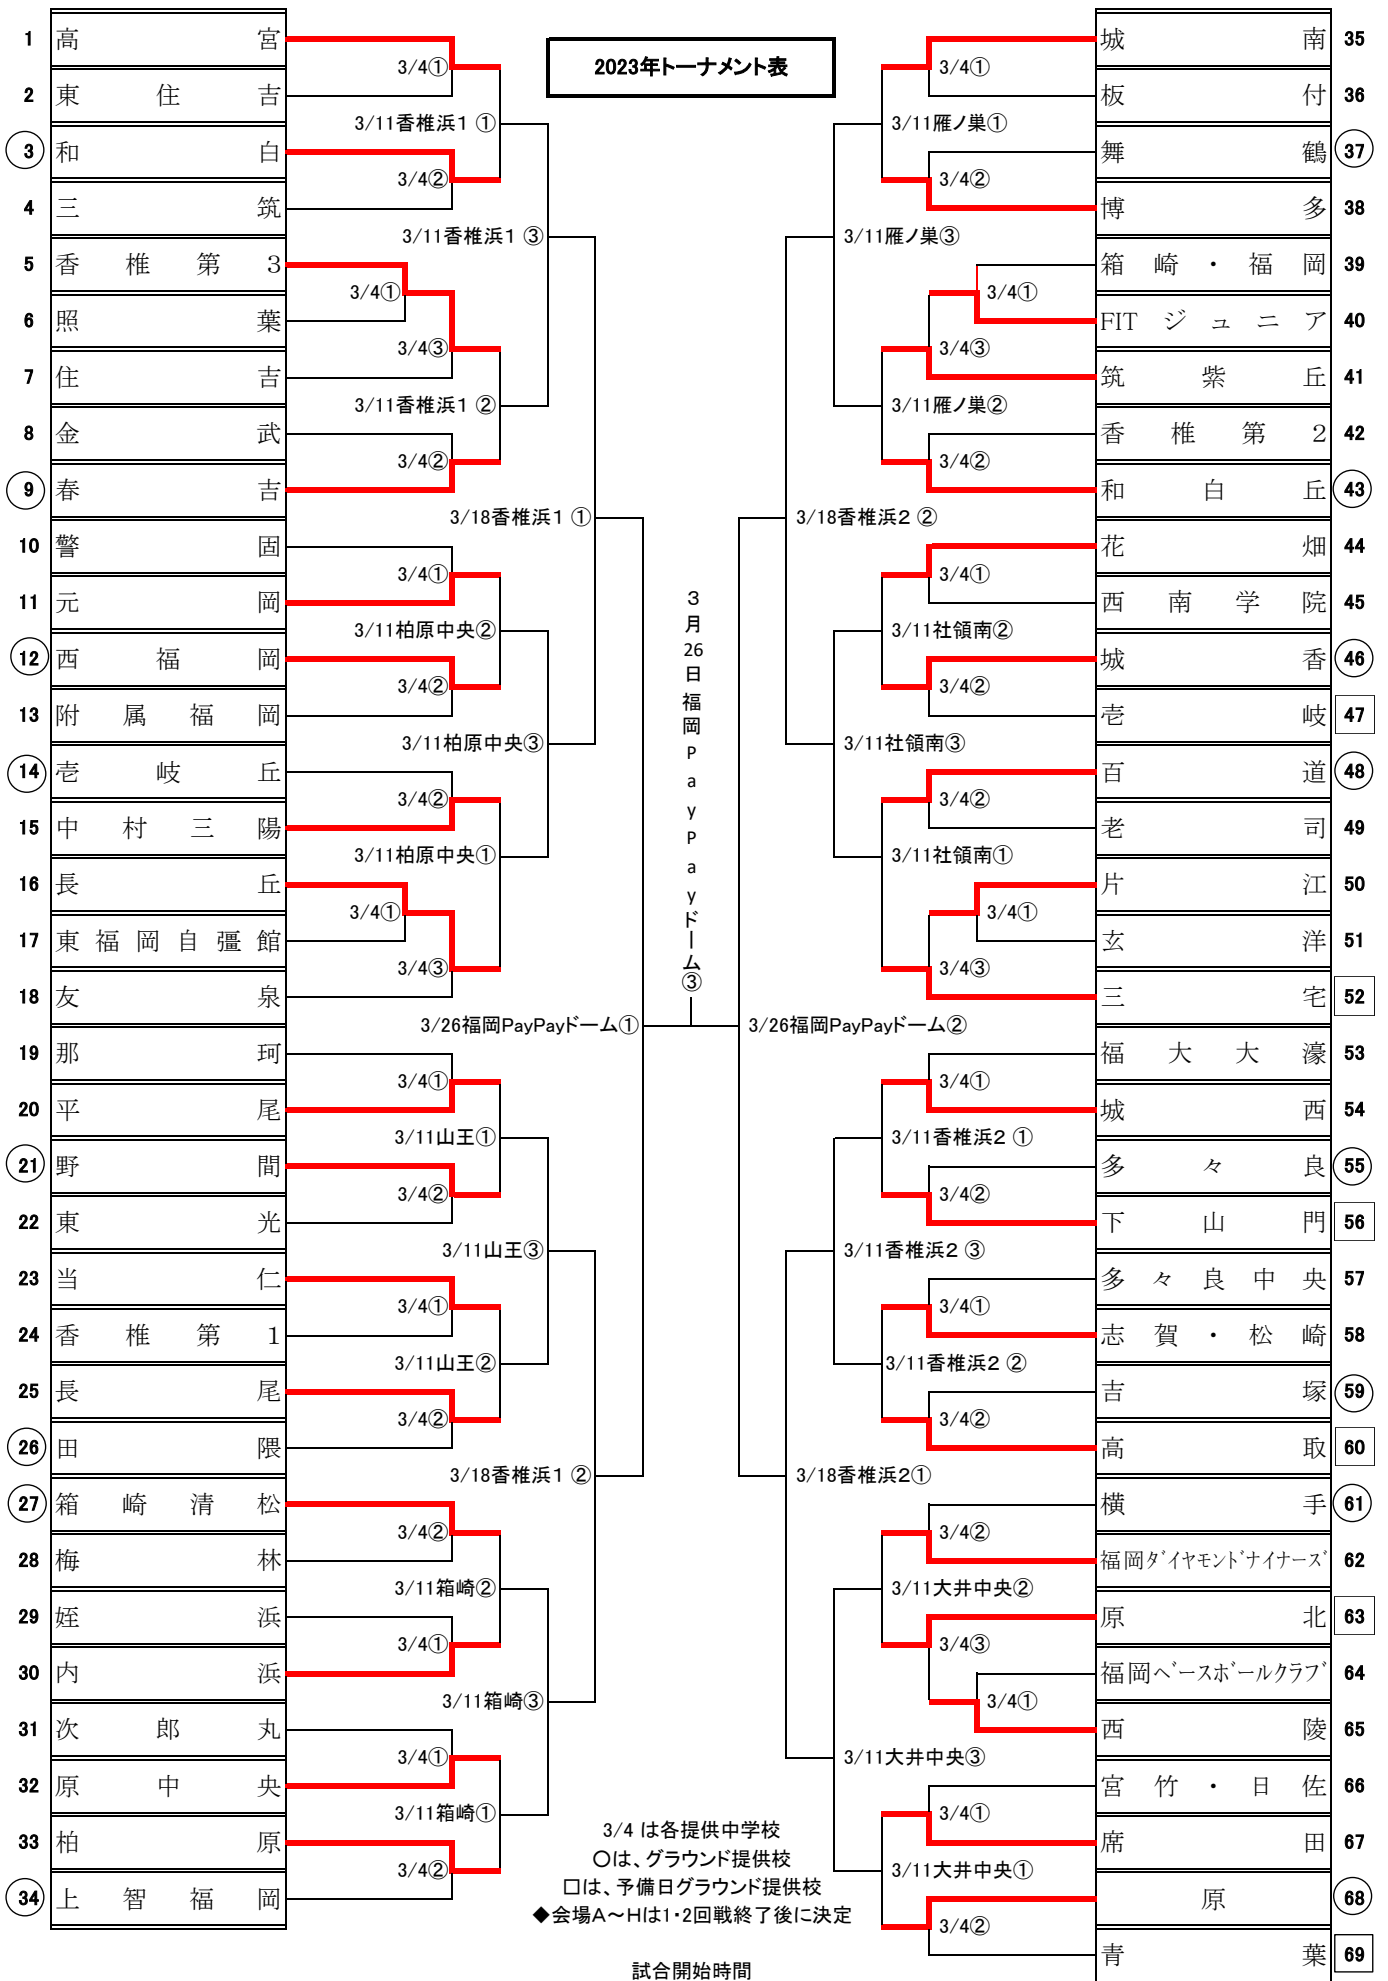 2023年トーナメント表
1 高宮
2 東住吉
3 和白
4 三筑
5 香椎第3
6 照葉
7 住吉
8 金武
9 春吉
10 警固
11 元岡
12 西福岡
13 附属福岡
14 壱岐丘
15 中村三陽
16 長丘
17 東福岡自彊館
18 友泉
19 那珂
20 平尾
21 野間
22 東光
23 当仁
24 香椎第1
25 長尾
26 田隈
27 箱崎清松
28 梅林
29 姪浜
30 内浜
31 次郎丸
32 原中央
33 柏原
34 上智福岡
3/4①
3/4②
3/4①
3/4③
3/4②
3/4①
3/4②
3/4②
3/4①
3/4③
3/4①
3/4②
3/4①
3/4②
3/4②
3/4①
3/4①
3/4②
3/11香椎浜1 ①
3/11香椎浜1 ③
3/11香椎浜1 ②
3/18香椎浜1 ①
3/11柏原中央②
3/11柏原中央③
3/11柏原中央①
3/26福岡PayPayドーム①
3/11山王①
3/11山王③
3/11山王②
3/18香椎浜1 ②
3/11箱崎②
3/11箱崎③
3/11箱崎①
3月26日福岡PayPayドーム③
3/11雁ノ巣①
3/11雁ノ巣③
3/11雁ノ巣②
3/18香椎浜2 ②
3/11社領南②
3/11社領南③
3/11社領南①
3/26福岡PayPayドーム②
3/11香椎浜2 ①
3/11香椎浜2 ③
3/11香椎浜2 ②
3/18香椎浜2①
3/11大井中央②
3/11大井中央③
3/11大井中央①
3/4①
3/4②
3/4①
3/4③
3/4②
3/4①
3/4②
3/4②
3/4①
3/4③
3/4①
3/4②
3/4①
3/4②
3/4②
3/4③
3/4①
3/4①
3/4②
城南 35
板付 36
舞鶴 37
博多 38
箱崎・福岡 39
FITジュニア 40
筑紫丘 41
香椎第2 42
和白丘 43
花畑 44
西南学院 45
城香 46
壱岐 47
百道 48
老司 49
片江 50
玄洋 51
三宅 52
福大大濠 53
城西 54
多々良 55
下山門 56
多々良中央 57
志賀・松崎 58
吉塚 59
高取 60
横手 61
福岡ダイヤモンドナイナーズ 62
原北 63
福岡ベースボールクラブ 64
西陵 65
宮竹・日佐 66
席田 67
原 68
青葉 69
3/4 は各提供中学校
○は、グラウンド提供校
□は、予備日グラウンド提供校
◆会場A～Hは1・2回戦終了後に決定
試合開始時間